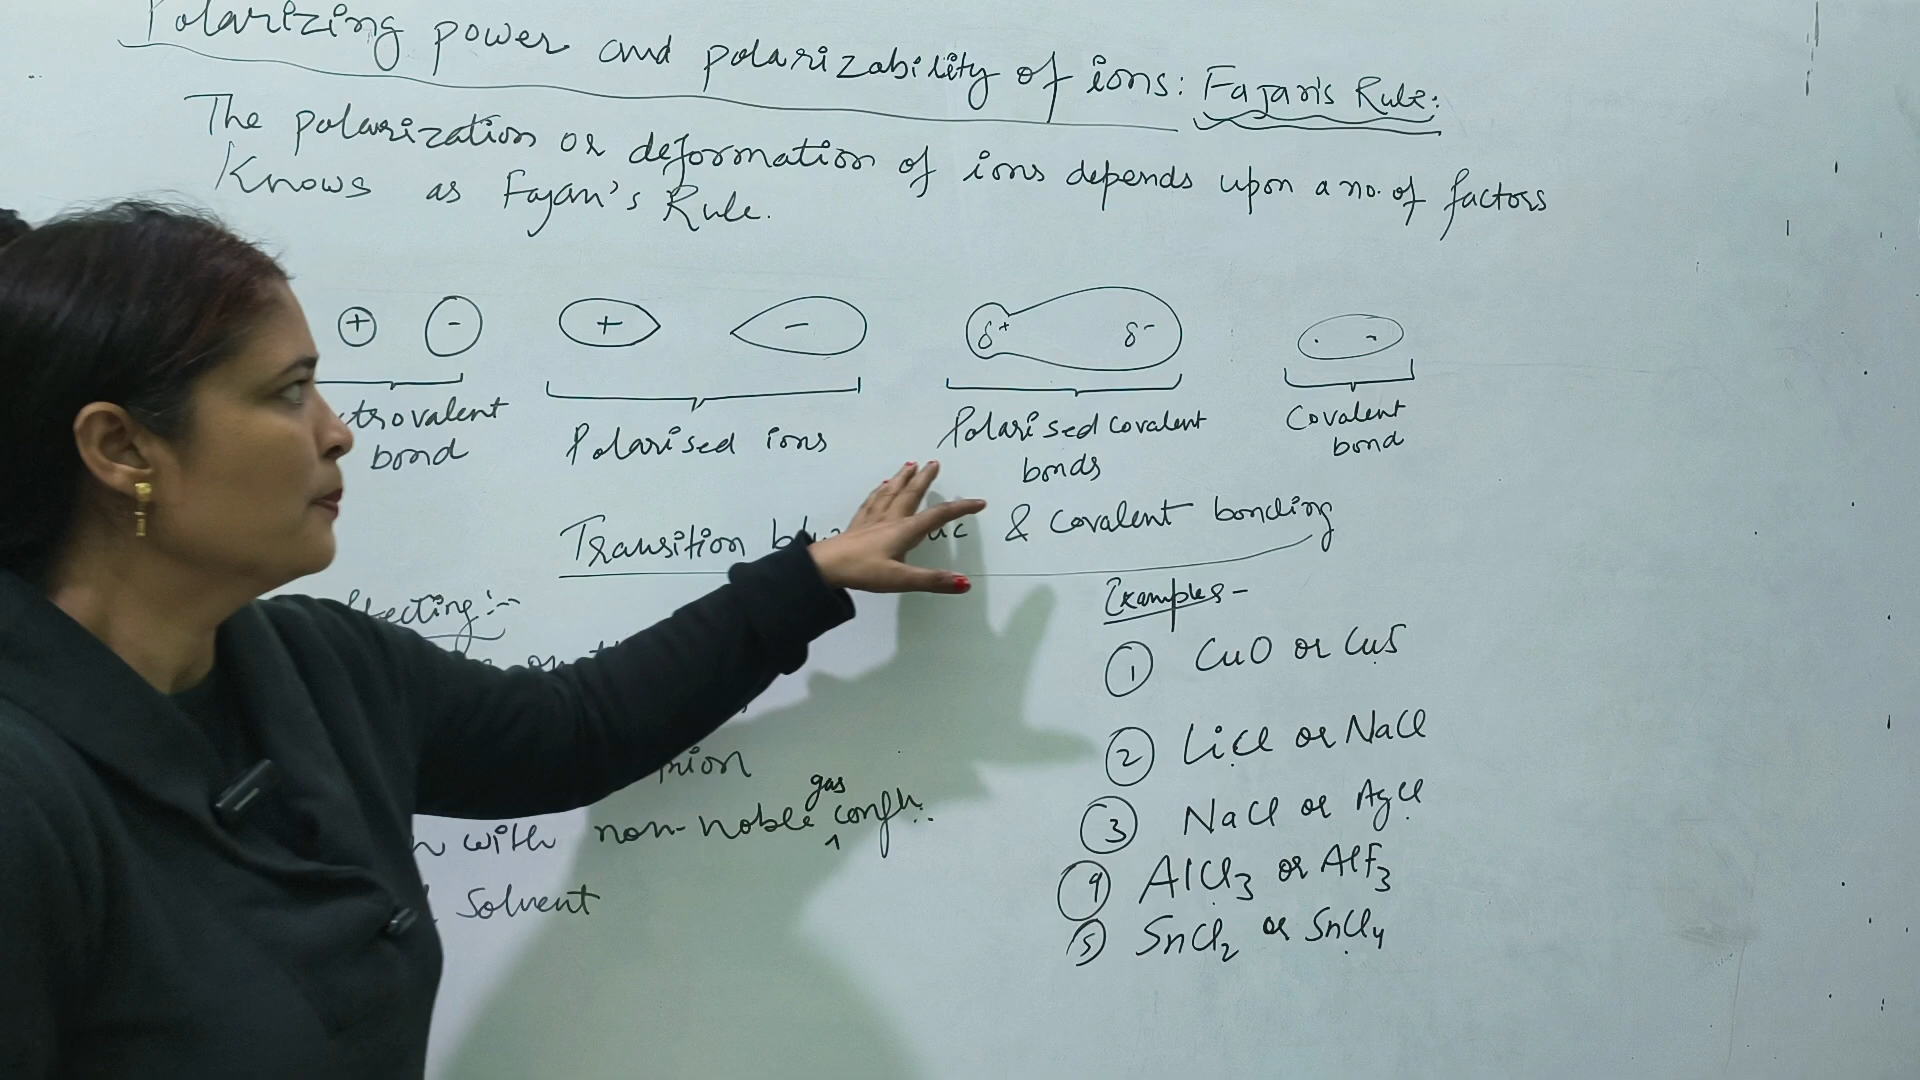 Polarizing power and polarizability of ions: Fajan's Rule:
The polarization or deformation of ions depends upon a no. of factors
Knows as Fajan's Rule.
+ - + - δ+ δ- . .
trovalent bond
Polarised ions
Polarised covalent bonds
Covalent bond
Transition & Covalent bonding
ffecting:-
on
with non-noble gas confn.
Solvent
Examples-
① CuO or CuS
② LiCl or NaCl
③ NaCl or AgCl
④ AlCl3 or AlF3
⑤ SnCl2 or SnCl4